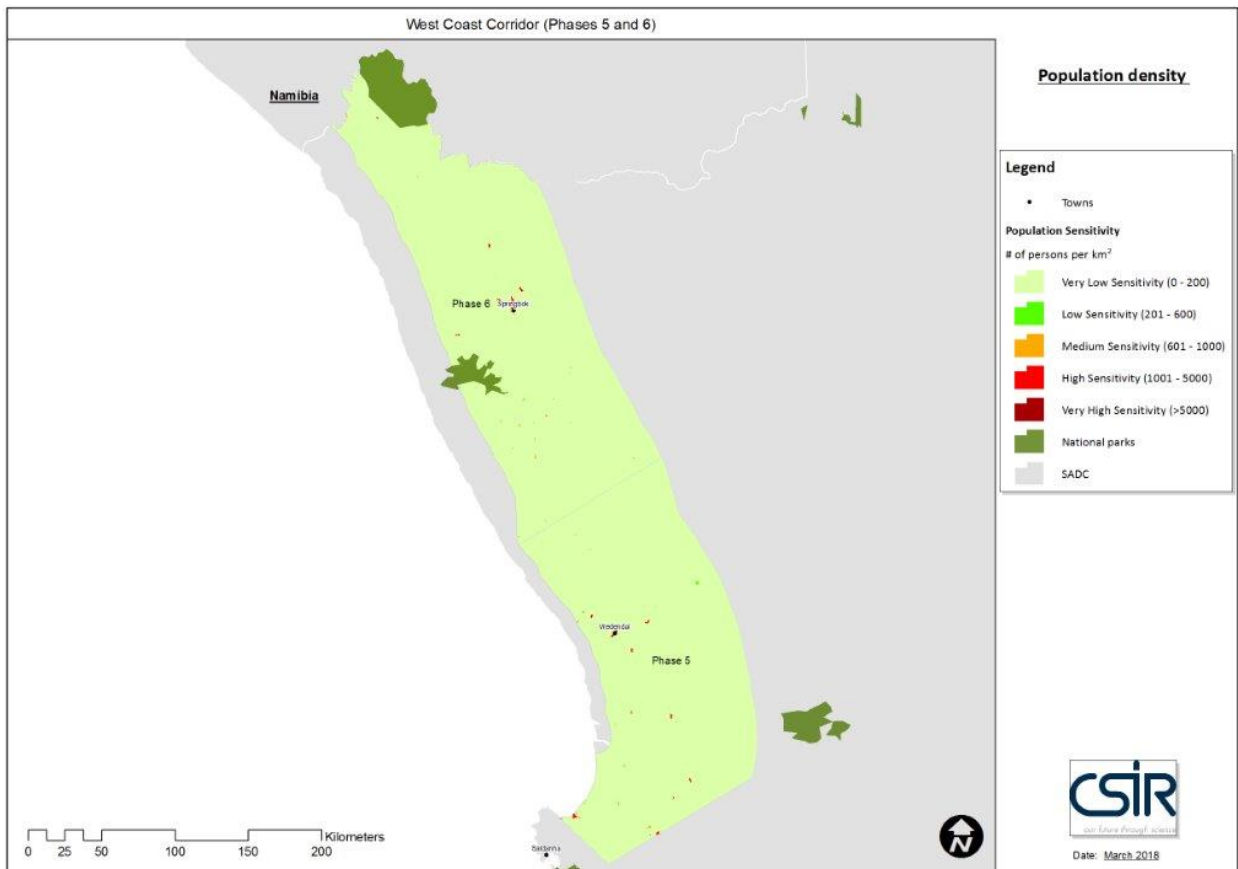 West Coast Corridor (Phases 5 and 6)
Namibia
Phase 6
Springbok
Vredendal
Phase 5
Saldanha
Kilometers
0 25 50 100 150 200
N
Population density
Legend
Towns
Population Sensitivity
# of persons per km²
Very Low Sensitivity (0 - 200)
Low Sensitivity (201 - 600)
Medium Sensitivity (601 - 1000)
High Sensitivity (1001 - 5000)
Very High Sensitivity (>5000)
National parks
SADC
CSIR
our future through science
Date: March 2018